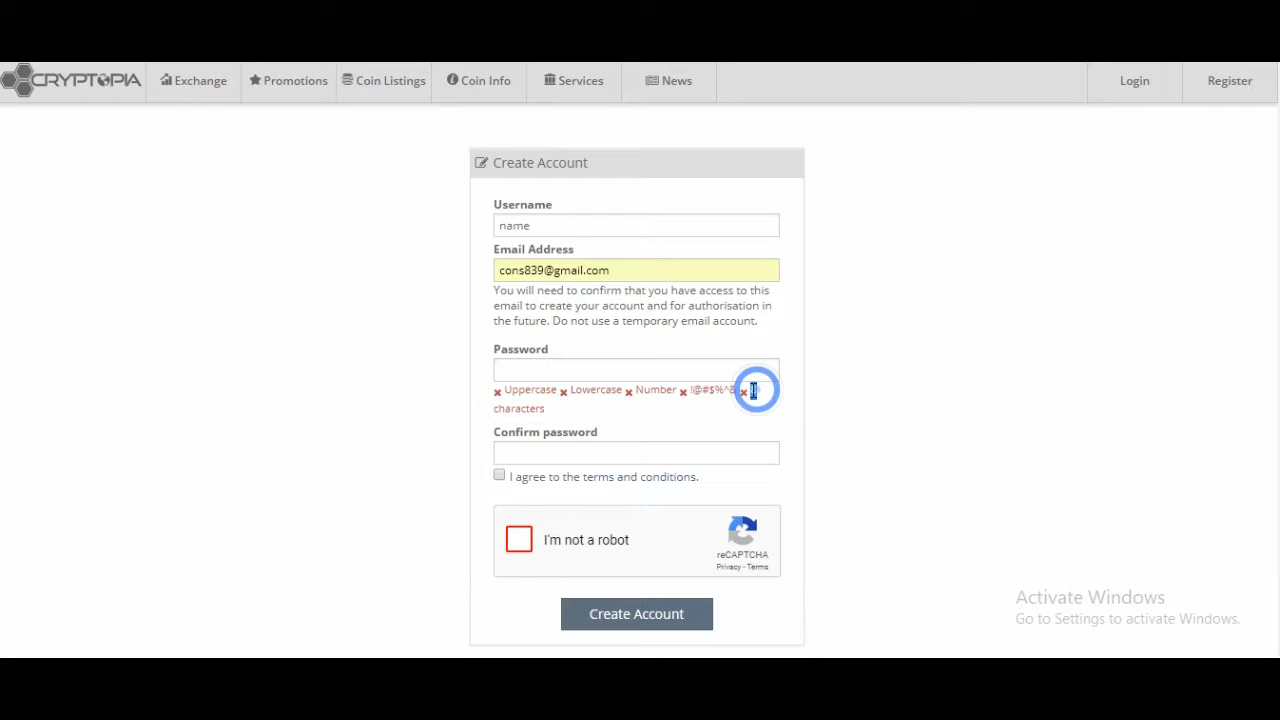 CRYPTOPIA Exchange Promotions Coin Listings Coin Info Services News Login Register
Create Account
Username
name
Email Address
cons839@gmail.com
You will need to confirm that you have access to this
email to create your account and for authorisation in
the future. Do not use a temporary email account.
Password
Uppercase Lowercase Number !@#$%^&
characters
Confirm password
I agree to the terms and conditions.
I'm not a robot
reCAPTCHA
Privacy - Terms
Create Account
Activate Windows
Go to Settings to activate Windows.